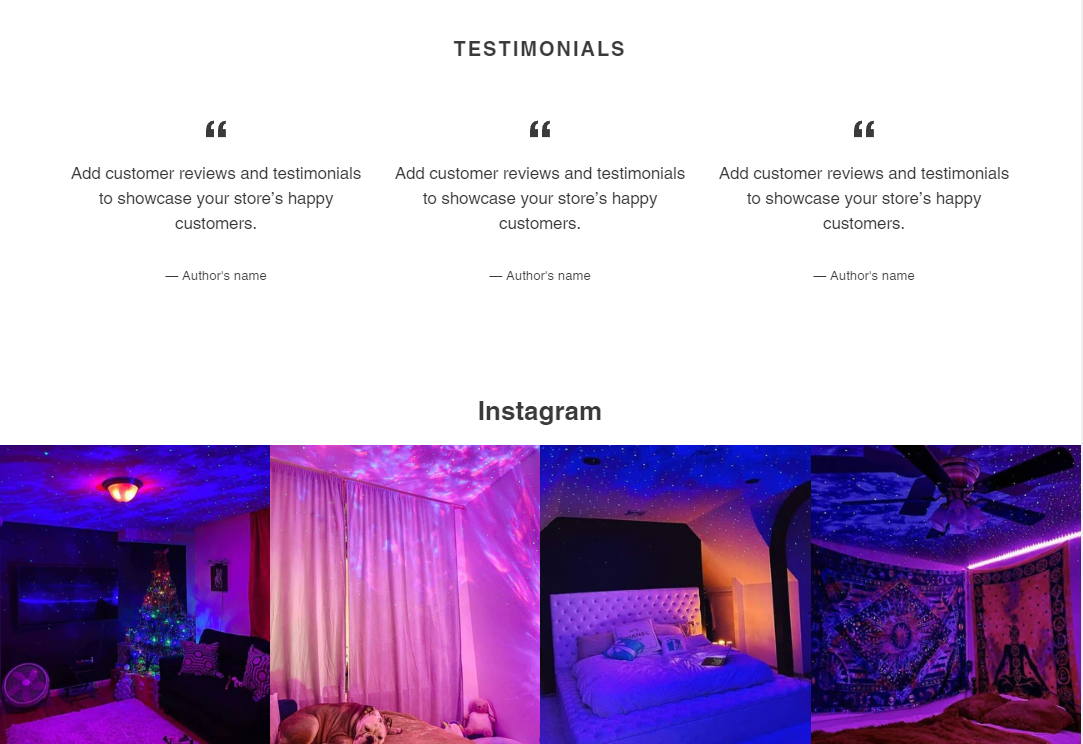 TESTIMONIALS
“
Add customer reviews and testimonials
to showcase your store’s happy
customers.
— Author's name
“
Add customer reviews and testimonials
to showcase your store’s happy
customers.
— Author's name
“
Add customer reviews and testimonials
to showcase your store’s happy
customers.
— Author's name
Instagram